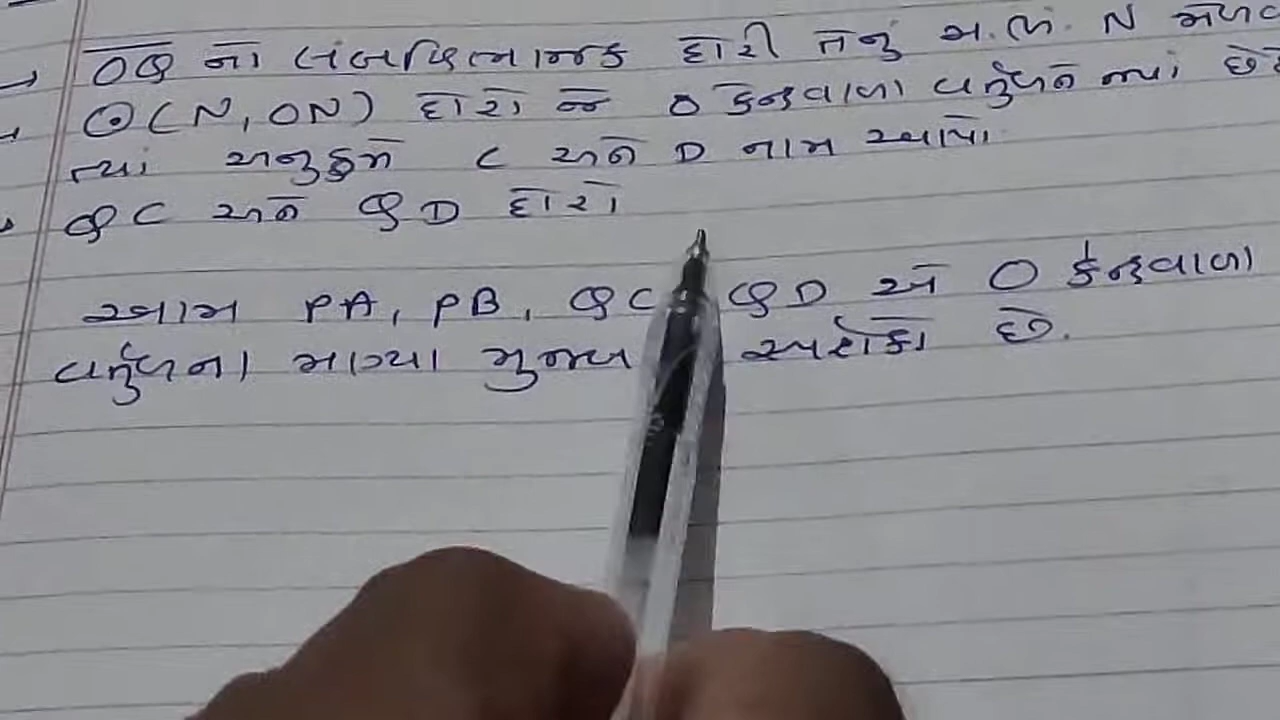 → OQ ના લંબદ્વિભાજક દોરી તેનું મ.બિં. N મેળવ
→ ⊙(N, ON) દોરો જે O કેન્દ્રવાળા વર્તુળને જ્યાં છેદે
ત્યાં અનુક્રમે C અને D નામ આપો
→ QC અને QD દોરો
આમ PA, PB, QC, QD એ O કેન્દ્રવાળા
વર્તુળના માગ્યા મુજબ સ્પર્શકો છે.